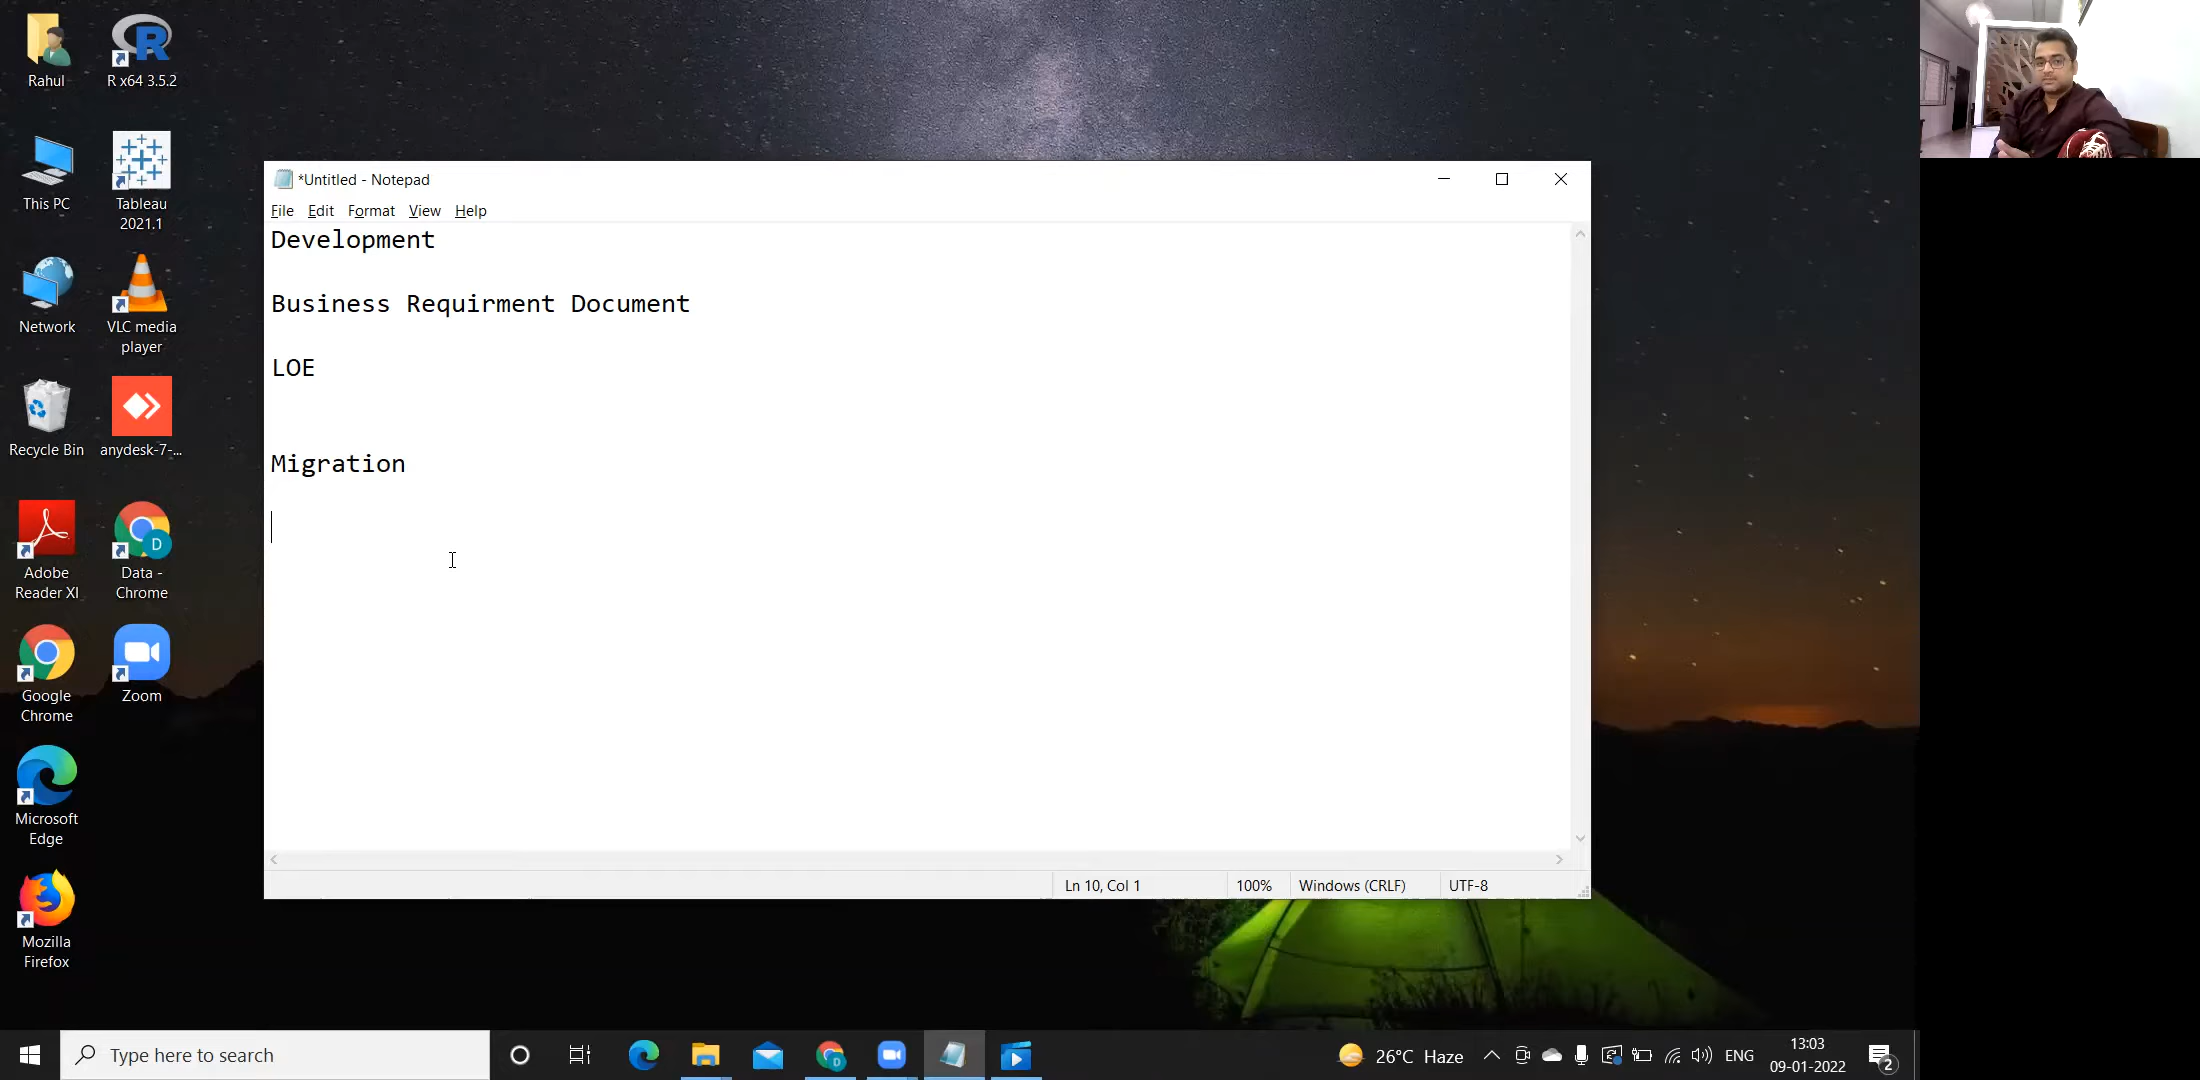 Rahul
R x64 3.5.2
This PC
Tableau
2021.1
Network
VLC media
player
Recycle Bin
anydesk-7-...
Adobe
Reader XI
Data -
Chrome
Google
Chrome
Zoom
Microsoft
Edge
Mozilla
Firefox
*Untitled - Notepad
File Edit Format View Help
Development
Business Requirment Document
LOE
Migration
Ln 10, Col 1 100% Windows (CRLF) UTF-8
Type here to search
26°C Haze
ENG
13:03
09-01-2022
2